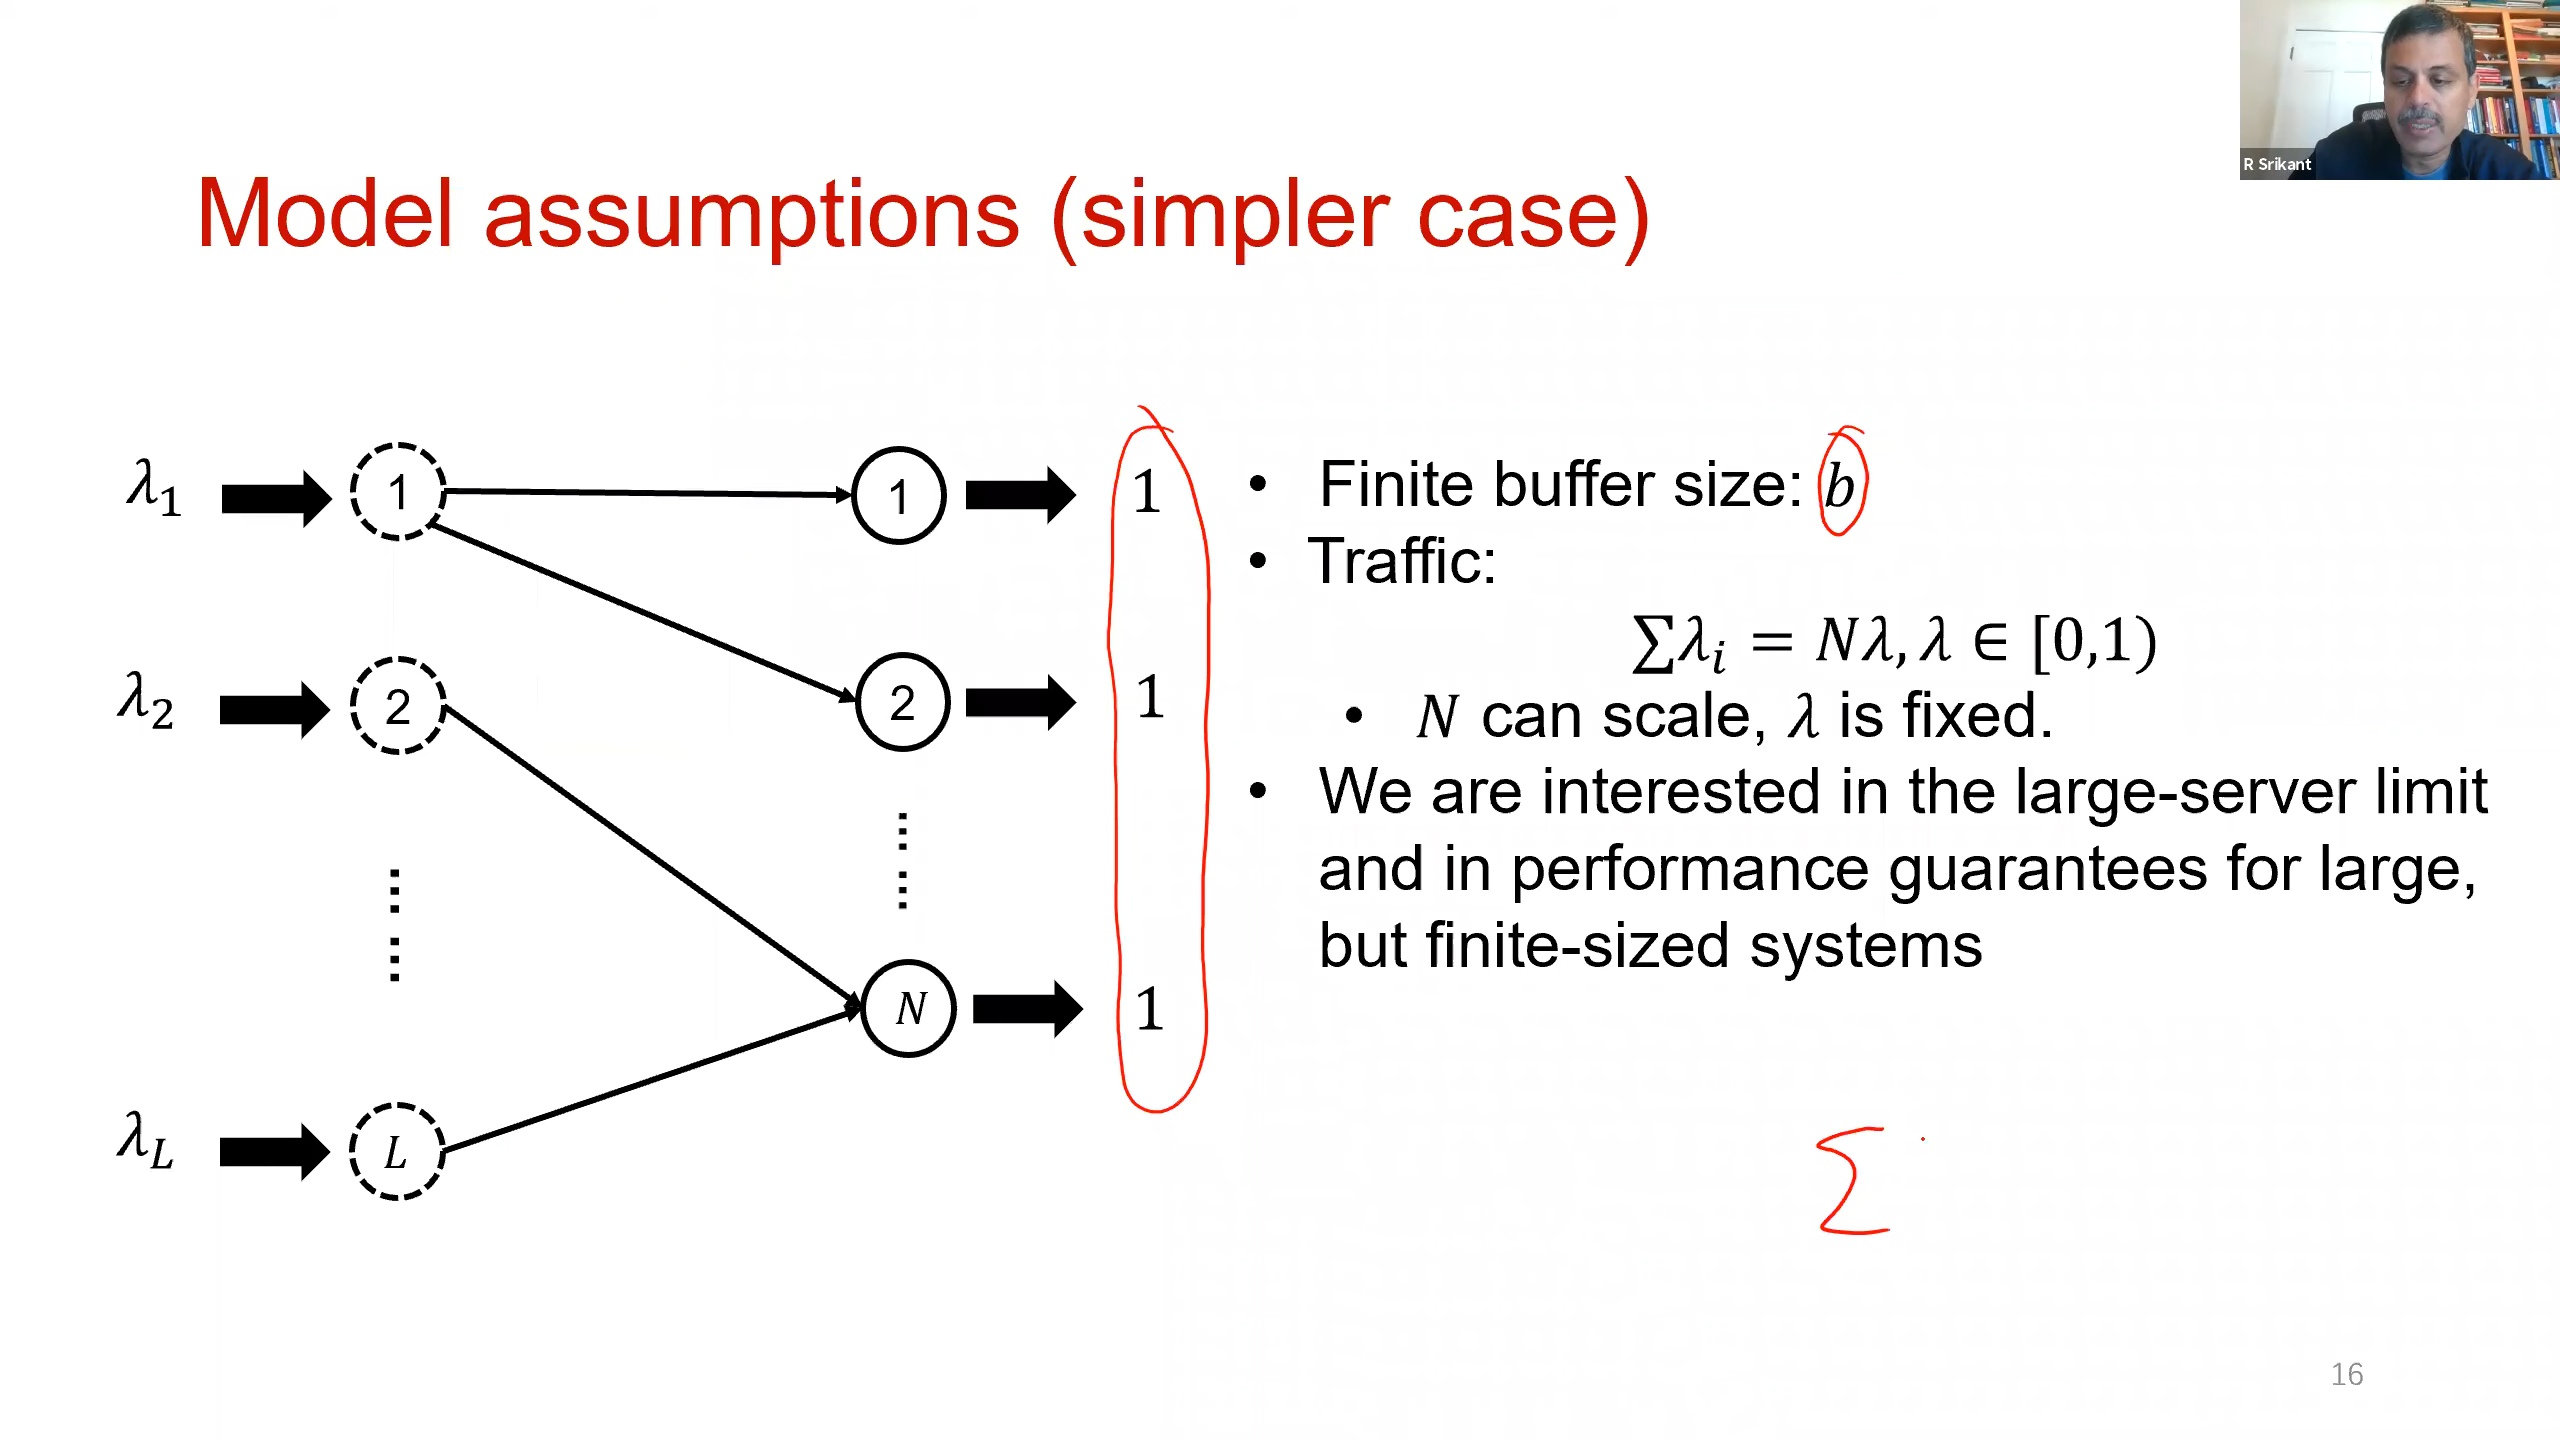 R Srikant
Model assumptions (simpler case)
λ₁ 1 1 1
λ₂ 2 2 1
N 1
λ_L L
• Finite buffer size: b
• Traffic:
∑λᵢ = Nλ, λ ∈ [0,1)
• N can scale, λ is fixed.
• We are interested in the large-server limit
and in performance guarantees for large,
but finite-sized systems
Σ
16